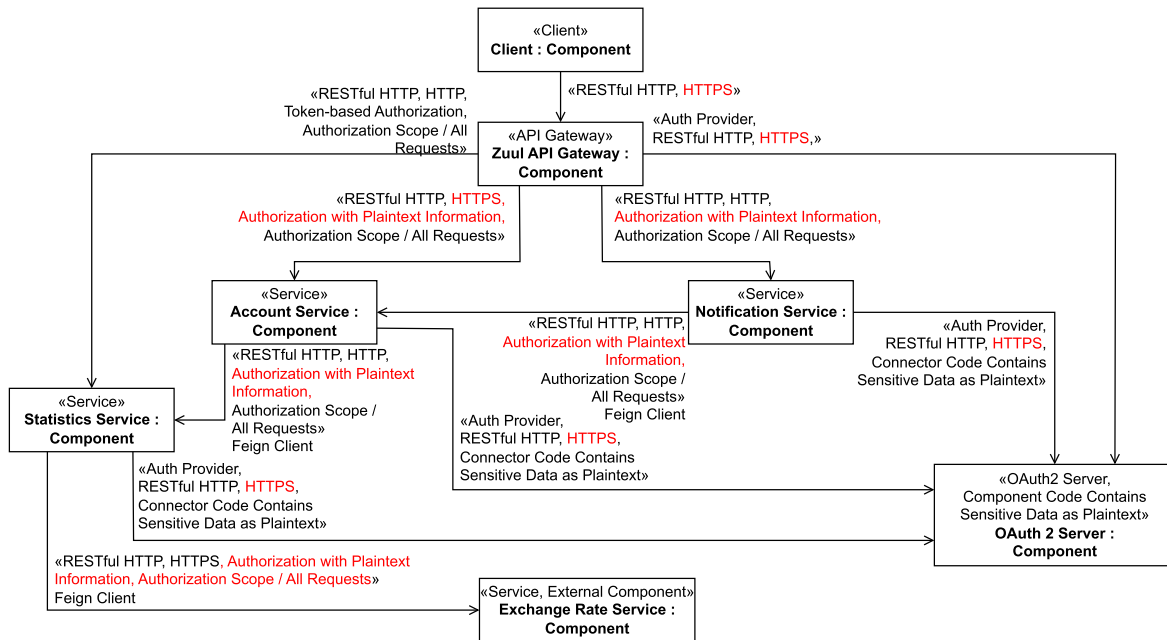 «Client»
Client : Component
«RESTful HTTP, HTTP,
Token-based Authorization,
Authorization Scope / All
Requests»
«RESTful HTTP, HTTPS»
«Auth Provider,
RESTful HTTP, HTTPS,»
«API Gateway»
Zuul API Gateway :
Component
«RESTful HTTP, HTTPS,
Authorization with Plaintext Information,
Authorization Scope / All Requests»
«RESTful HTTP, HTTP,
Authorization with Plaintext Information,
Authorization Scope / All Requests»
«Service»
Account Service :
Component
«Service»
Notification Service :
Component
«RESTful HTTP, HTTP,
Authorization with Plaintext
Information,
Authorization Scope /
All Requests»
Feign Client
«Auth Provider,
RESTful HTTP, HTTPS,
Connector Code Contains
Sensitive Data as Plaintext»
«RESTful HTTP, HTTP,
Authorization with Plaintext
Information,
Authorization Scope /
All Requests»
Feign Client
«Service»
Statistics Service :
Component
«Auth Provider,
RESTful HTTP, HTTPS,
Connector Code Contains
Sensitive Data as Plaintext»
«Auth Provider,
RESTful HTTP, HTTPS,
Connector Code Contains
Sensitive Data as Plaintext»
«OAuth2 Server,
Component Code Contains
Sensitive Data as Plaintext»
OAuth 2 Server :
Component
«RESTful HTTP, HTTPS, Authorization with Plaintext
Information, Authorization Scope / All Requests»
Feign Client
«Service, External Component»
Exchange Rate Service :
Component